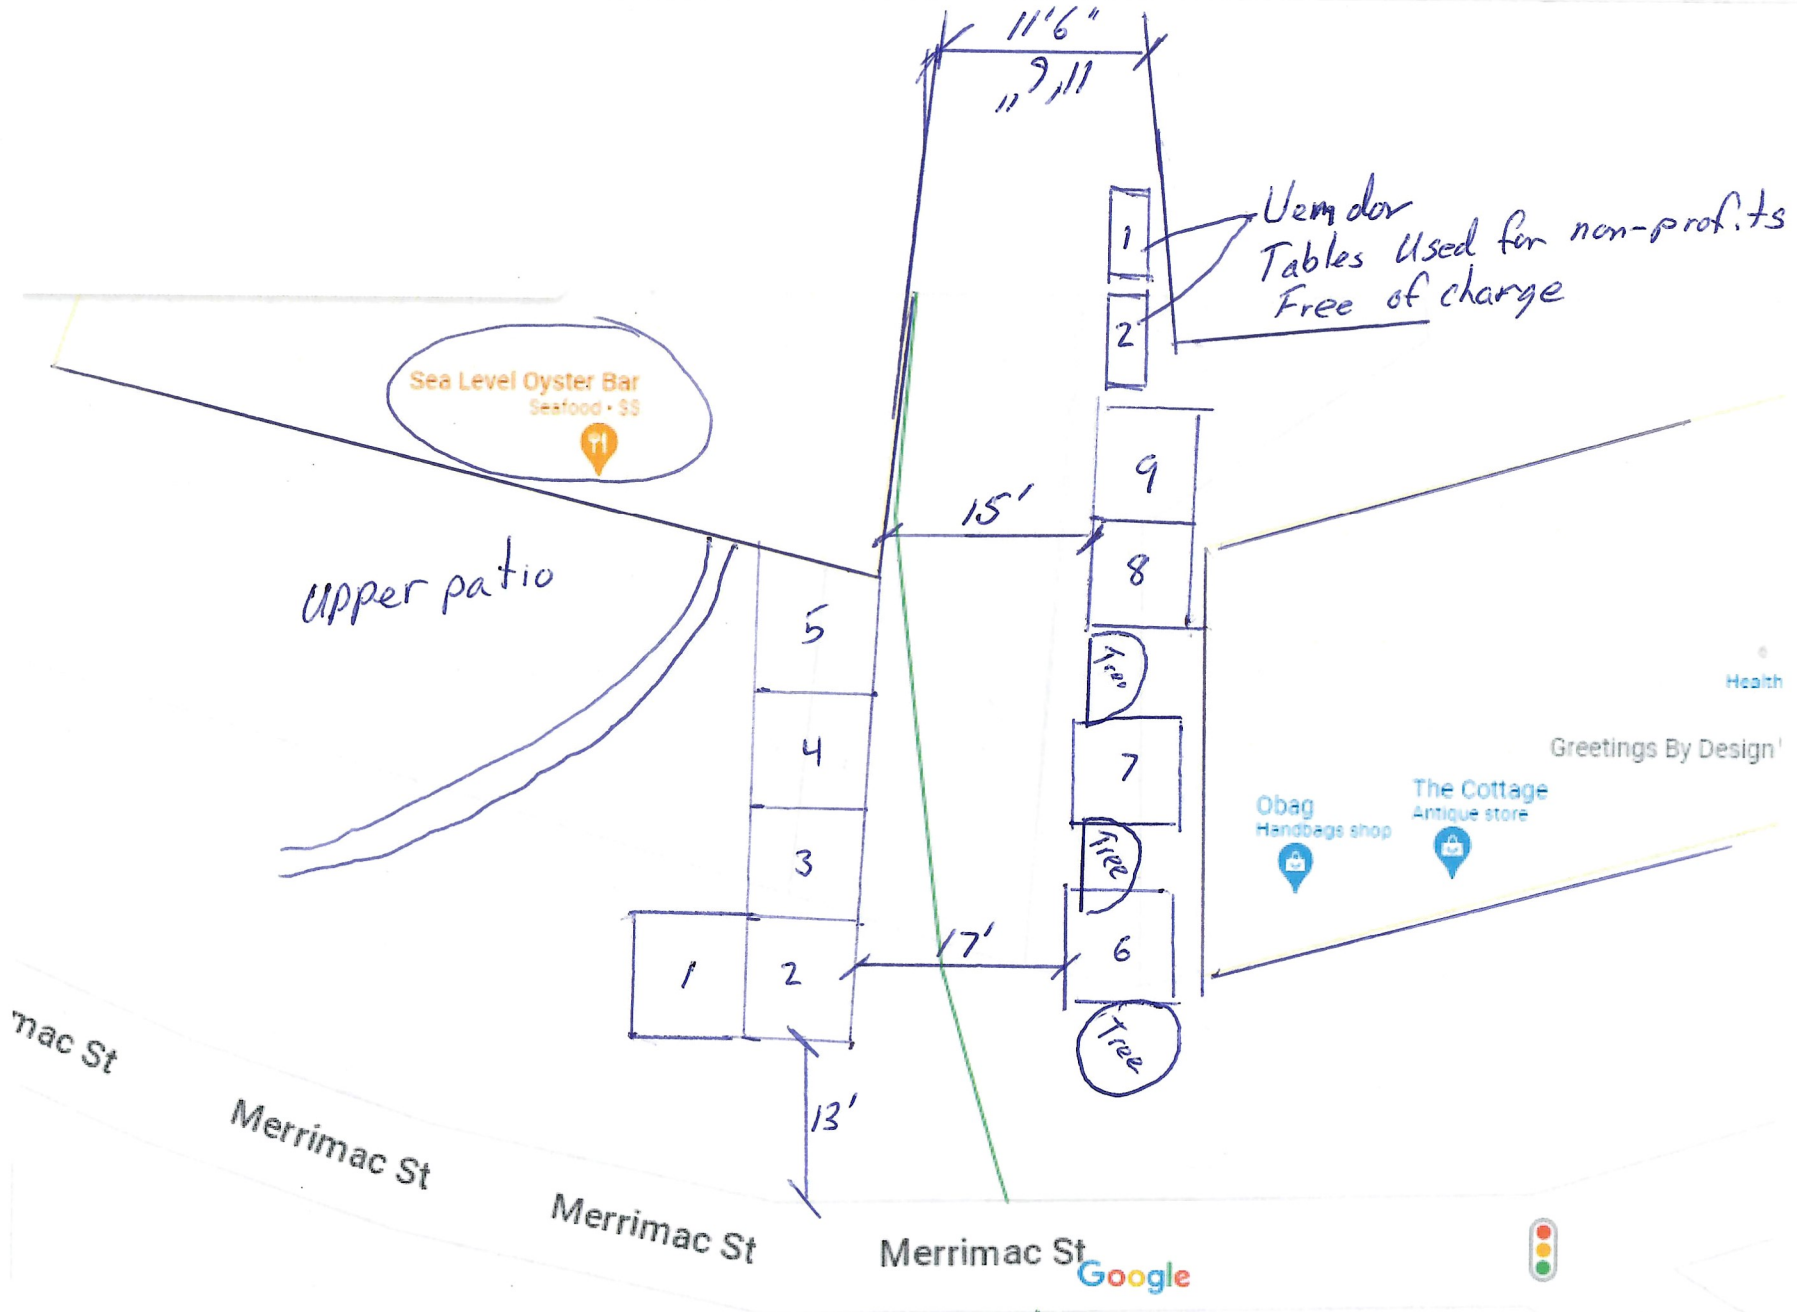 11'6"
11'6"
1
Vemdor
Tables Used for non-profits
Free of charge
2
Sea Level Oyster Bar
Seafood • $$
9
15'
8
upper patio
5
Tree
Health
4
7
Greetings By Design
The Cottage
Antique store
Obag
Handbags shop
3
Tree
17'
6
1
2
Tree
mac St
13'
Merrimac St
Merrimac St
Merrimac St
Google